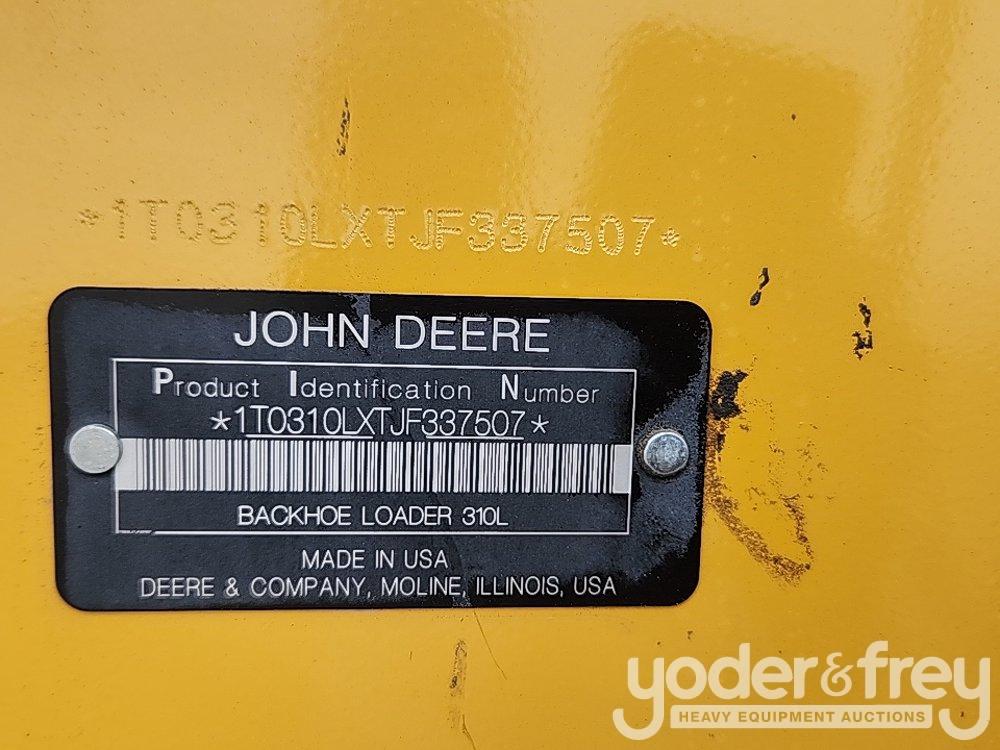 *1T0310LXTJF337507*
JOHN DEERE
Product Identification Number
*1T0310LXTJF337507*
BACKHOE LOADER 310L
MADE IN USA
DEERE & COMPANY, MOLINE, ILLINOIS, USA
yoder&frey
HEAVY EQUIPMENT AUCTIONS